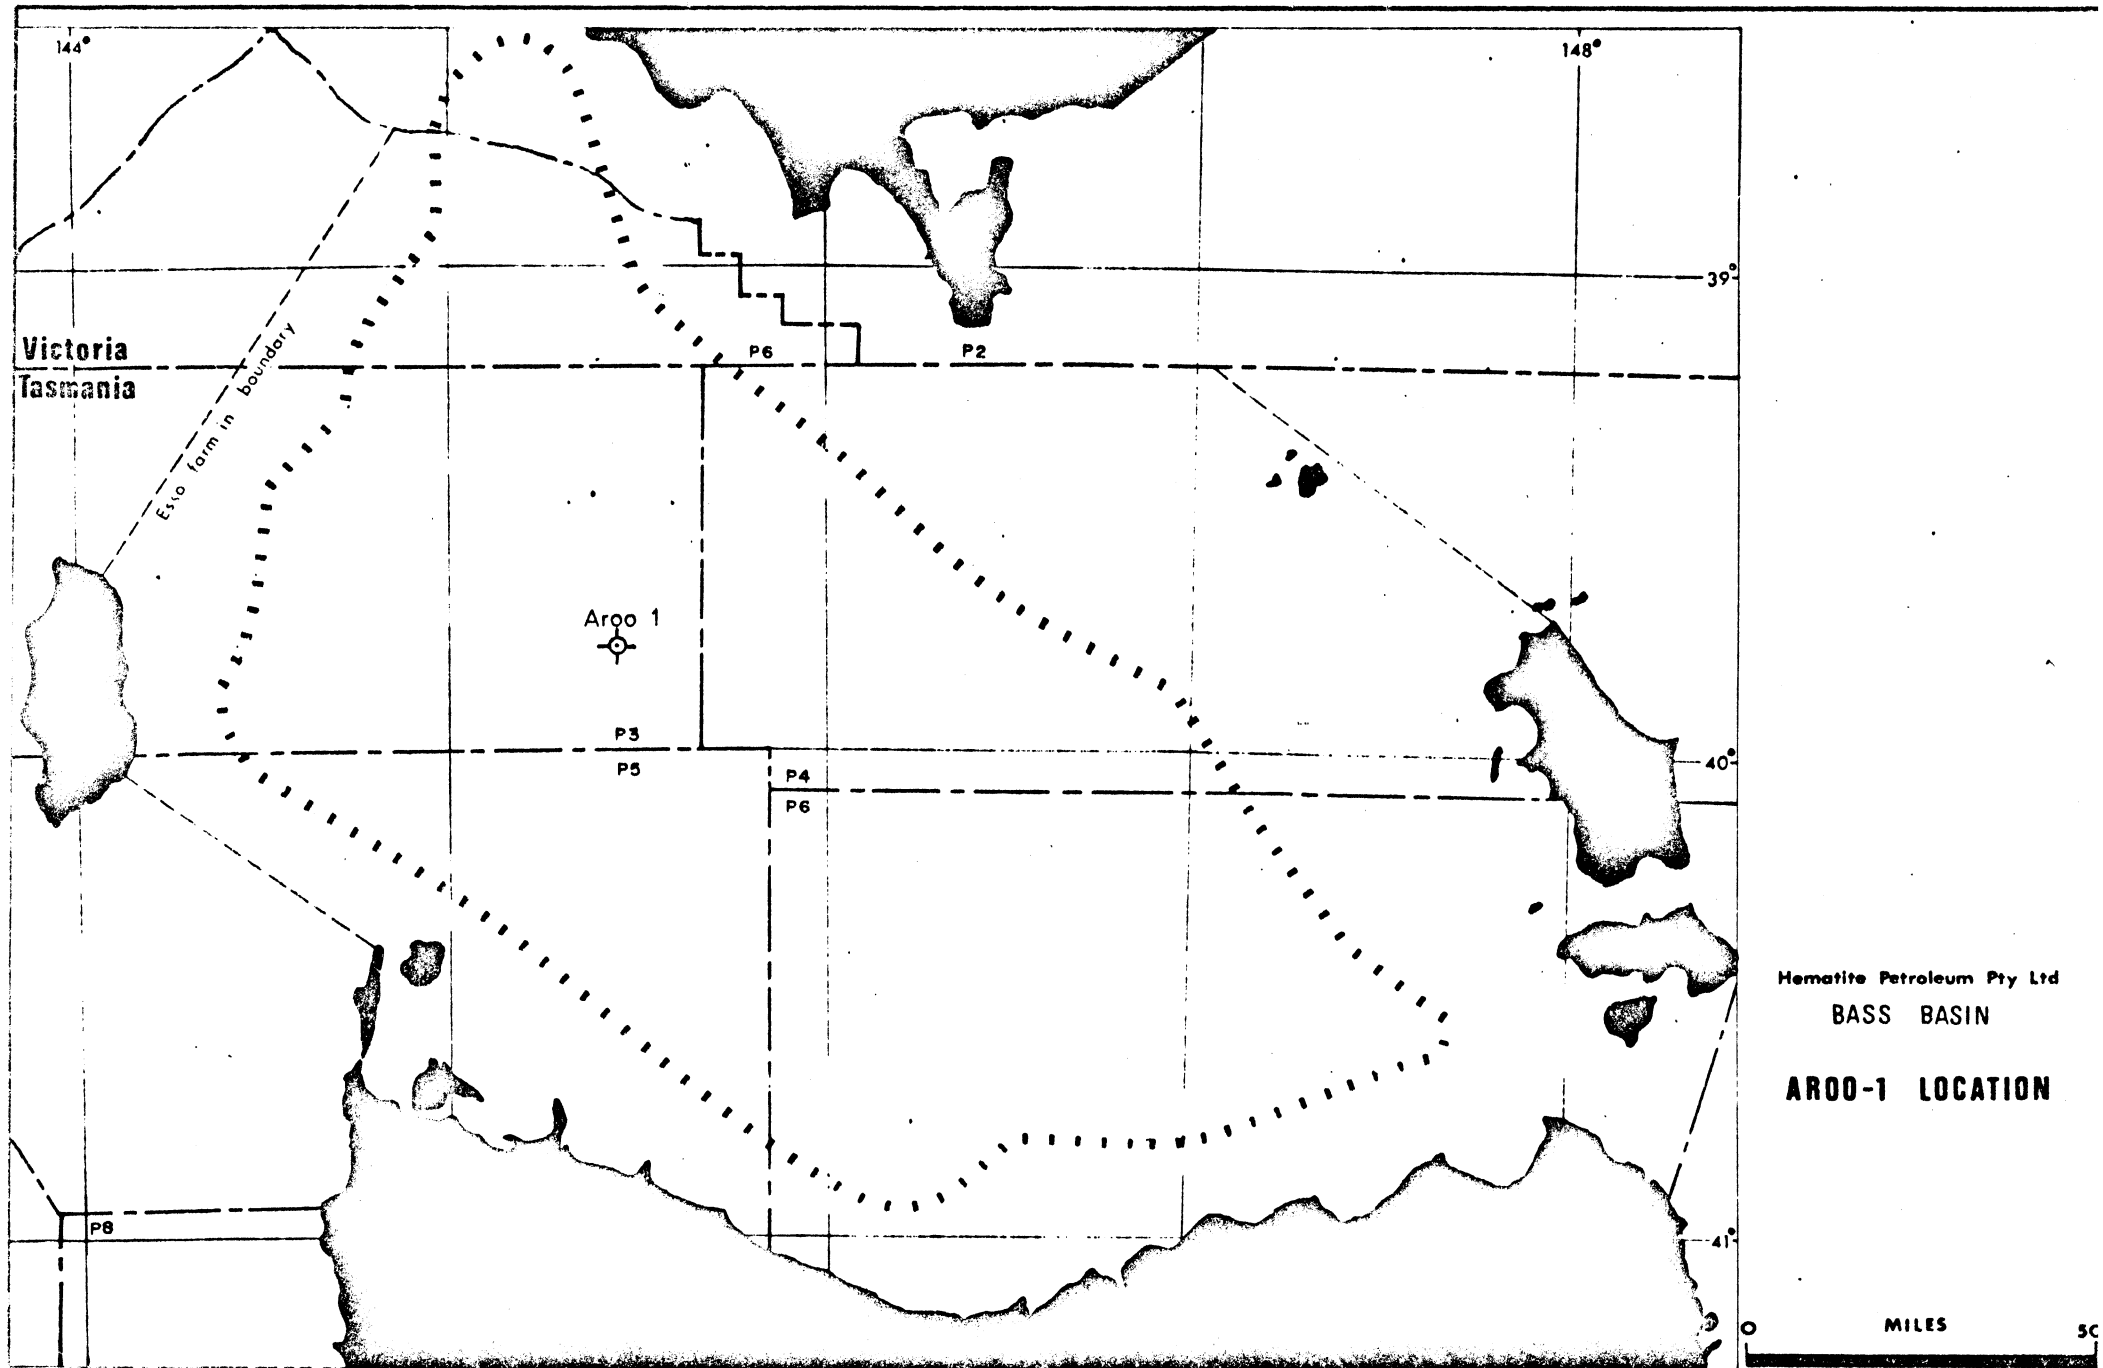 144°
148°
39°
Victoria
P6
P2
Tasmania
Esso farm in boundary
Aroo 1
P3
P5
P4
40°
P6
Hematite Petroleum Pty Ltd
BASS BASIN
AROO-1 LOCATION
P8
41°
0 MILES 50